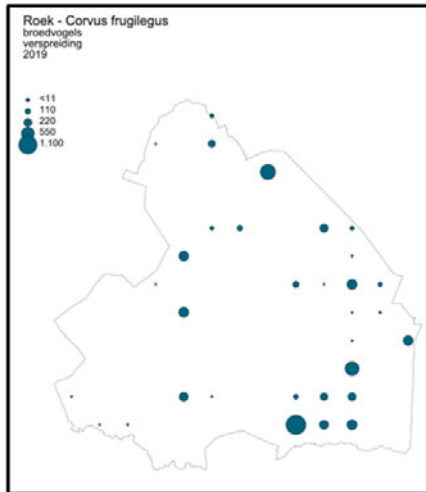 Roek - Corvus frugilegus
broedvogels
verspreiding
2019
<11
110
220
550
1.100